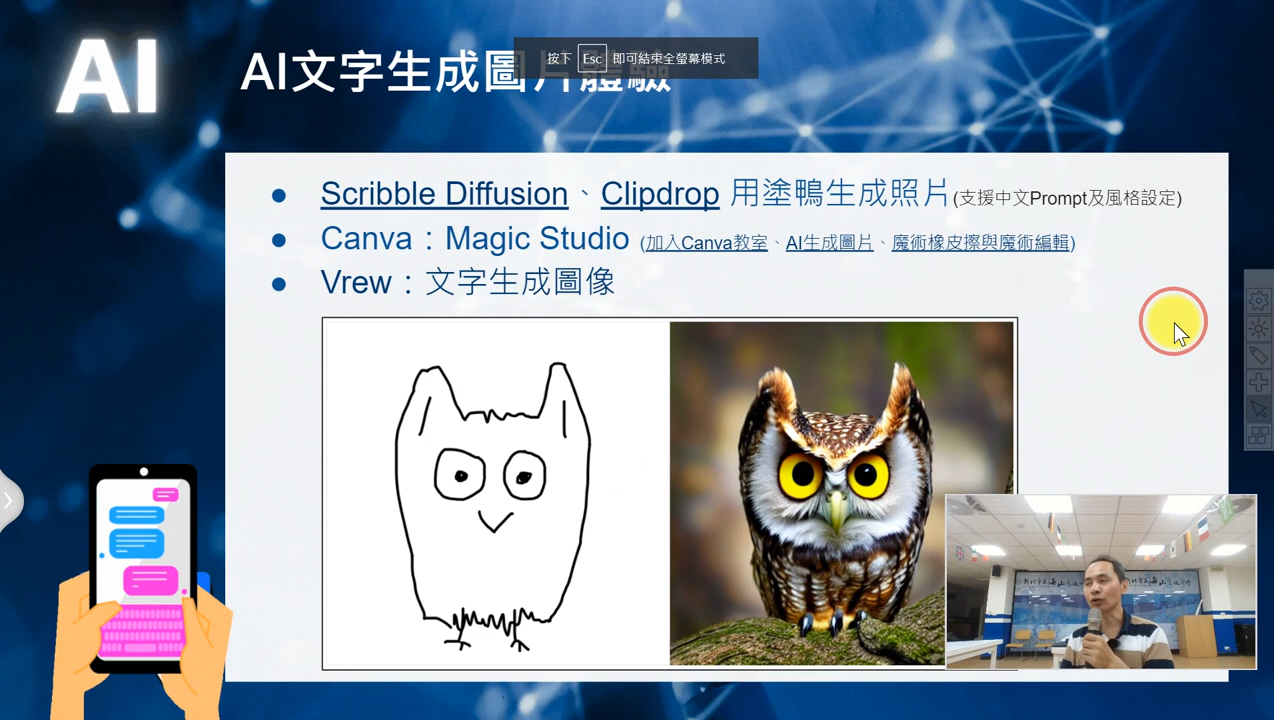 AI
AI文字生成圖片體驗
按下 Esc 即可結束全螢幕模式
Scribble Diffusion、Clipdrop 用塗鴨生成照片(支援中文Prompt及風格設定)
Canva：Magic Studio (加入Canva教室、AI生成圖片、魔術橡皮擦與魔術編輯)
Vrew：文字生成圖像